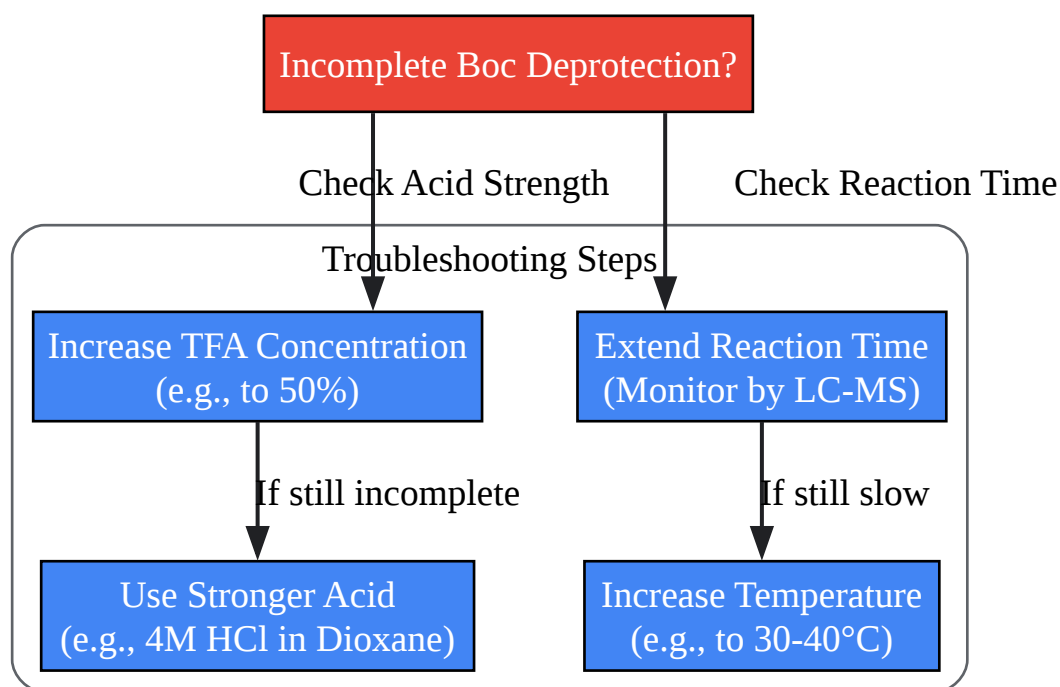 Incomplete Boc Deprotection?
Check Acid Strength
Check Reaction Time
Troubleshooting Steps
Increase TFA Concentration
(e.g., to 50%)
Extend Reaction Time
(Monitor by LC-MS)
If still incomplete
If still slow
Use Stronger Acid
(e.g., 4M HCl in Dioxane)
Increase Temperature
(e.g., to 30-40°C)